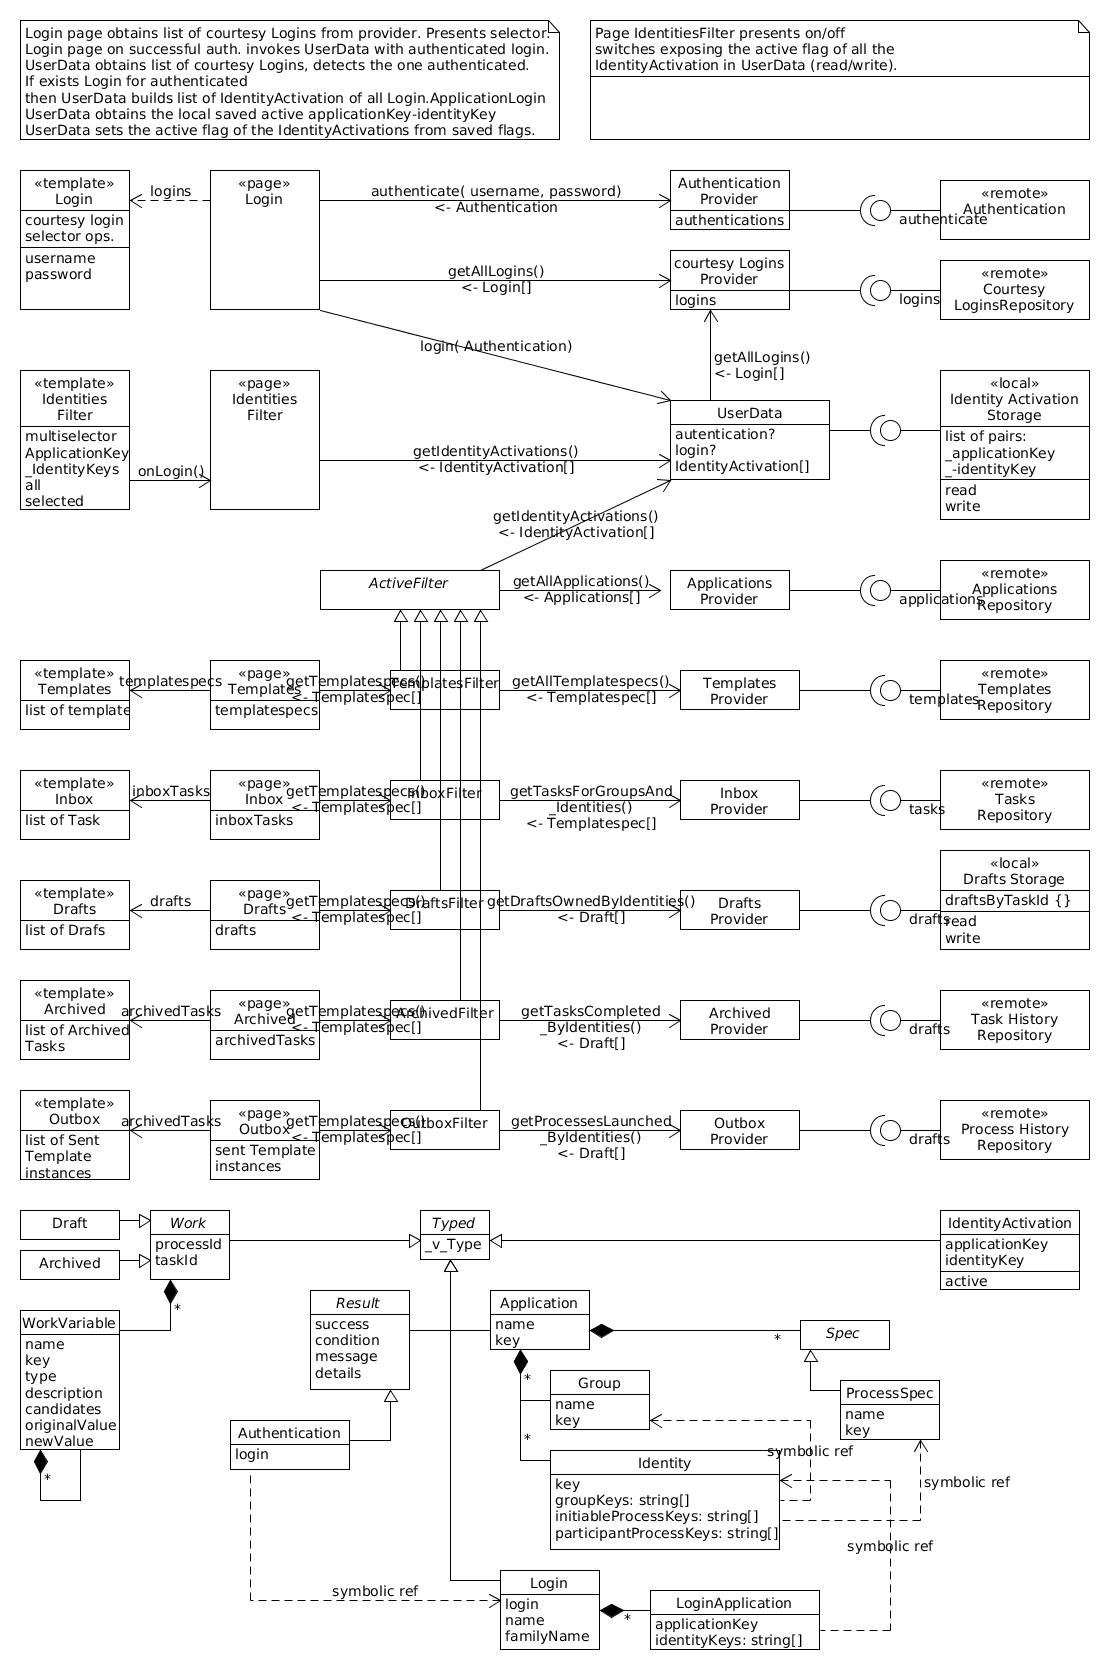 Login page obtains list of courtesy Logins from provider. Presents selector.
Login page on successful auth. invokes UserData with authenticated login.
UserData obtains list of courtesy Logins, detects the one authenticated.
If exists Login for authenticated
then UserData builds list of IdentityActivation of all Login.ApplicationLogin
UserData obtains the local saved active applicationKey-identityKey
UserData sets the active flag of the IdentityActivations from saved flags.
Page IdentitiesFilter presents on/off
switches exposing the active flag of all the
IdentityActivation in UserData (read/write).
«template»
Login
courtesy login
selector ops.
username
password
logins
«page»
Login
authenticate( username, password)
<- Authentication
Authentication
Provider
authentications
authenticate
«remote»
Authentication
getAllLogins()
<- Login[]
courtesy Logins
Provider
logins
logins
«remote»
Courtesy
LoginsRepository
login( Authentication)
getAllLogins()
<- Login[]
«template»
Identities
Filter
multiselector
ApplicationKey
_IdentityKeys
all
selected
onLogin()
«page»
Identities
Filter
getIdentityActivations()
<- IdentityActivation[]
UserData
autentication?
login?
IdentityActivation[]
«local»
Identity Activation
Storage
list of pairs:
_applicationKey
_-identityKey
read
write
getIdentityActivations()
<- IdentityActivation[]
ActiveFilter
getAllApplications()
<- Applications[]
Applications
Provider
applications
«remote»
Applications
Repository
«template»
Templates
list of template
templatespecs
«page»
Templates
templatespecs
getTemplatespecs()
<- Templatespec[]
TemplatesFilter
getAllTemplatespecs()
<- Templatespec[]
Templates
Provider
templates
«remote»
Templates
Repository
«template»
Inbox
list of Task
inboxTasks
«page»
Inbox
inboxTasks
getTemplatespecs()
<- Templatespec[]
InboxFilter
getTasksForGroupsAnd
_Identities()
<- Templatespec[]
Inbox
Provider
tasks
«remote»
Tasks
Repository
«template»
Drafts
list of Drafs
drafts
«page»
Drafts
drafts
getTemplatespecs()
<- Templatespec[]
DraftsFilter
getDraftsOwnedByIdentities()
<- Draft[]
Drafts
Provider
drafts
«local»
Drafts Storage
draftsByTaskId {}
read
write
«template»
Archived
list of Archived
Tasks
archivedTasks
«page»
Archived
archivedTasks
getTemplatespecs()
<- Templatespec[]
ArchivedFilter
getTasksCompleted
_ByIdentities()
<- Draft[]
Archived
Provider
drafts
«remote»
Task History
Repository
«template»
Outbox
list of Sent
Template
instances
archivedTasks
«page»
Outbox
sent Template
instances
getTemplatespecs()
<- Templatespec[]
OutboxFilter
getProcessesLaunched
_ByIdentities()
<- Draft[]
Outbox
Provider
drafts
«remote»
Process History
Repository
Draft
Archived
Work
processId
taskId
*
Typed
_v_Type
IdentityActivation
applicationKey
identityKey
active
WorkVariable
name
key
type
description
candidates
originalValue
newValue
*
Result
success
condition
message
details
Application
name
key
*
Spec
*
Group
name
key
ProcessSpec
name
key
Authentication
login
*
symbolic ref
Identity
key
groupKeys: string[]
initiableProcessKeys: string[]
participantProcessKeys: string[]
symbolic ref
symbolic ref
symbolic ref
Login
login
name
familyName
*
LoginApplication
applicationKey
identityKeys: string[]